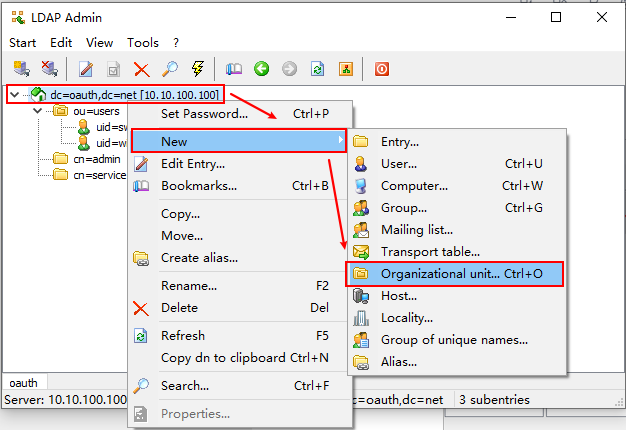 LDAP Admin
Start Edit View Tools ?
dc=oauth,dc=net [10.10.100.100]
ou=users
uid=sw
uid=w
cn=admin
cn=service
Set Password... Ctrl+P
New
Edit Entry...
Bookmarks... Ctrl+B
Copy...
Move...
Create alias...
Rename... F2
Delete Del
Refresh F5
Copy dn to clipboard Ctrl+N
Search... Ctrl+F
Properties...
Entry...
User... Ctrl+U
Computer... Ctrl+W
Group... Ctrl+G
Mailing list...
Transport table...
Organizational unit... Ctrl+O
Host...
Locality...
Group of unique names...
Alias...
oauth
Server: 10.10.100.100
c=oauth,dc=net
3 subentries